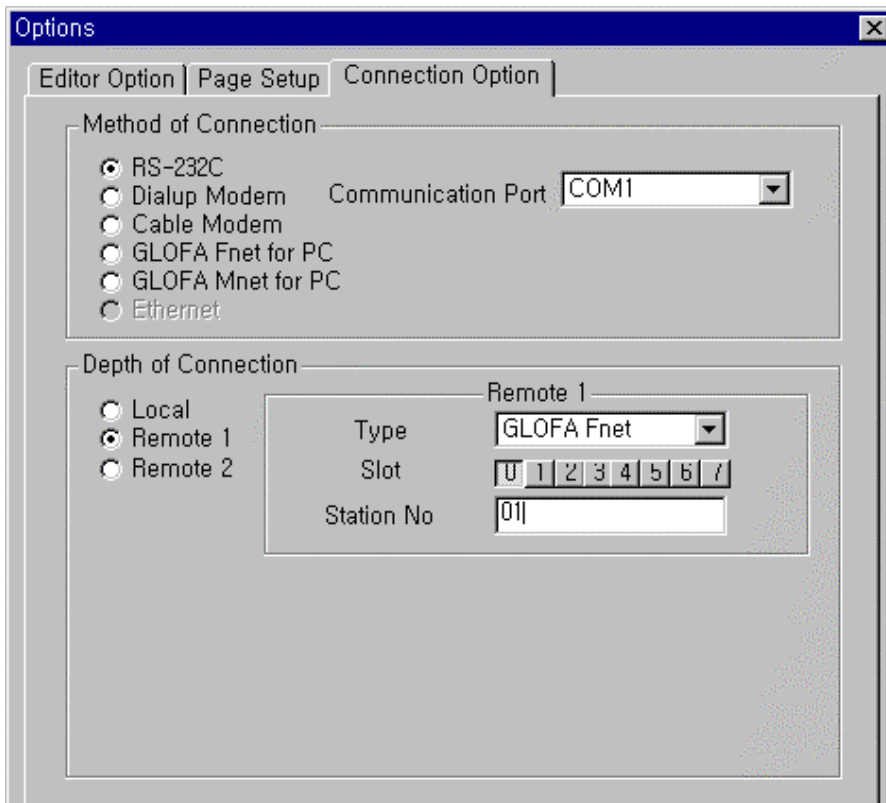 Options
Editor Option Page Setup Connection Option
Method of Connection
RS-232C
Dialup Modem Communication Port COM1
Cable Modem
GLOFA Fnet for PC
GLOFA Mnet for PC
Ethernet
Depth of Connection
Remote 1
Local
Type GLOFA Fnet
Remote 1
Slot 0 1 2 3 4 5 6 7
Remote 2
Station No 01